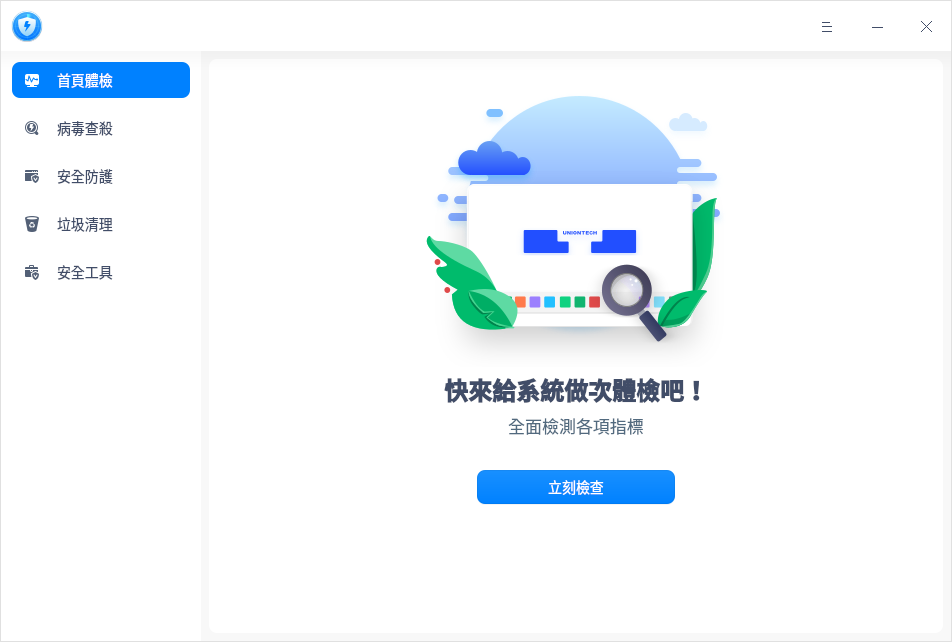 首頁體檢
病毒查殺
安全防護
垃圾清理
安全工具
UNIONTECH
快來給系統做次體檢吧！
全面檢測各項指標
立刻檢查